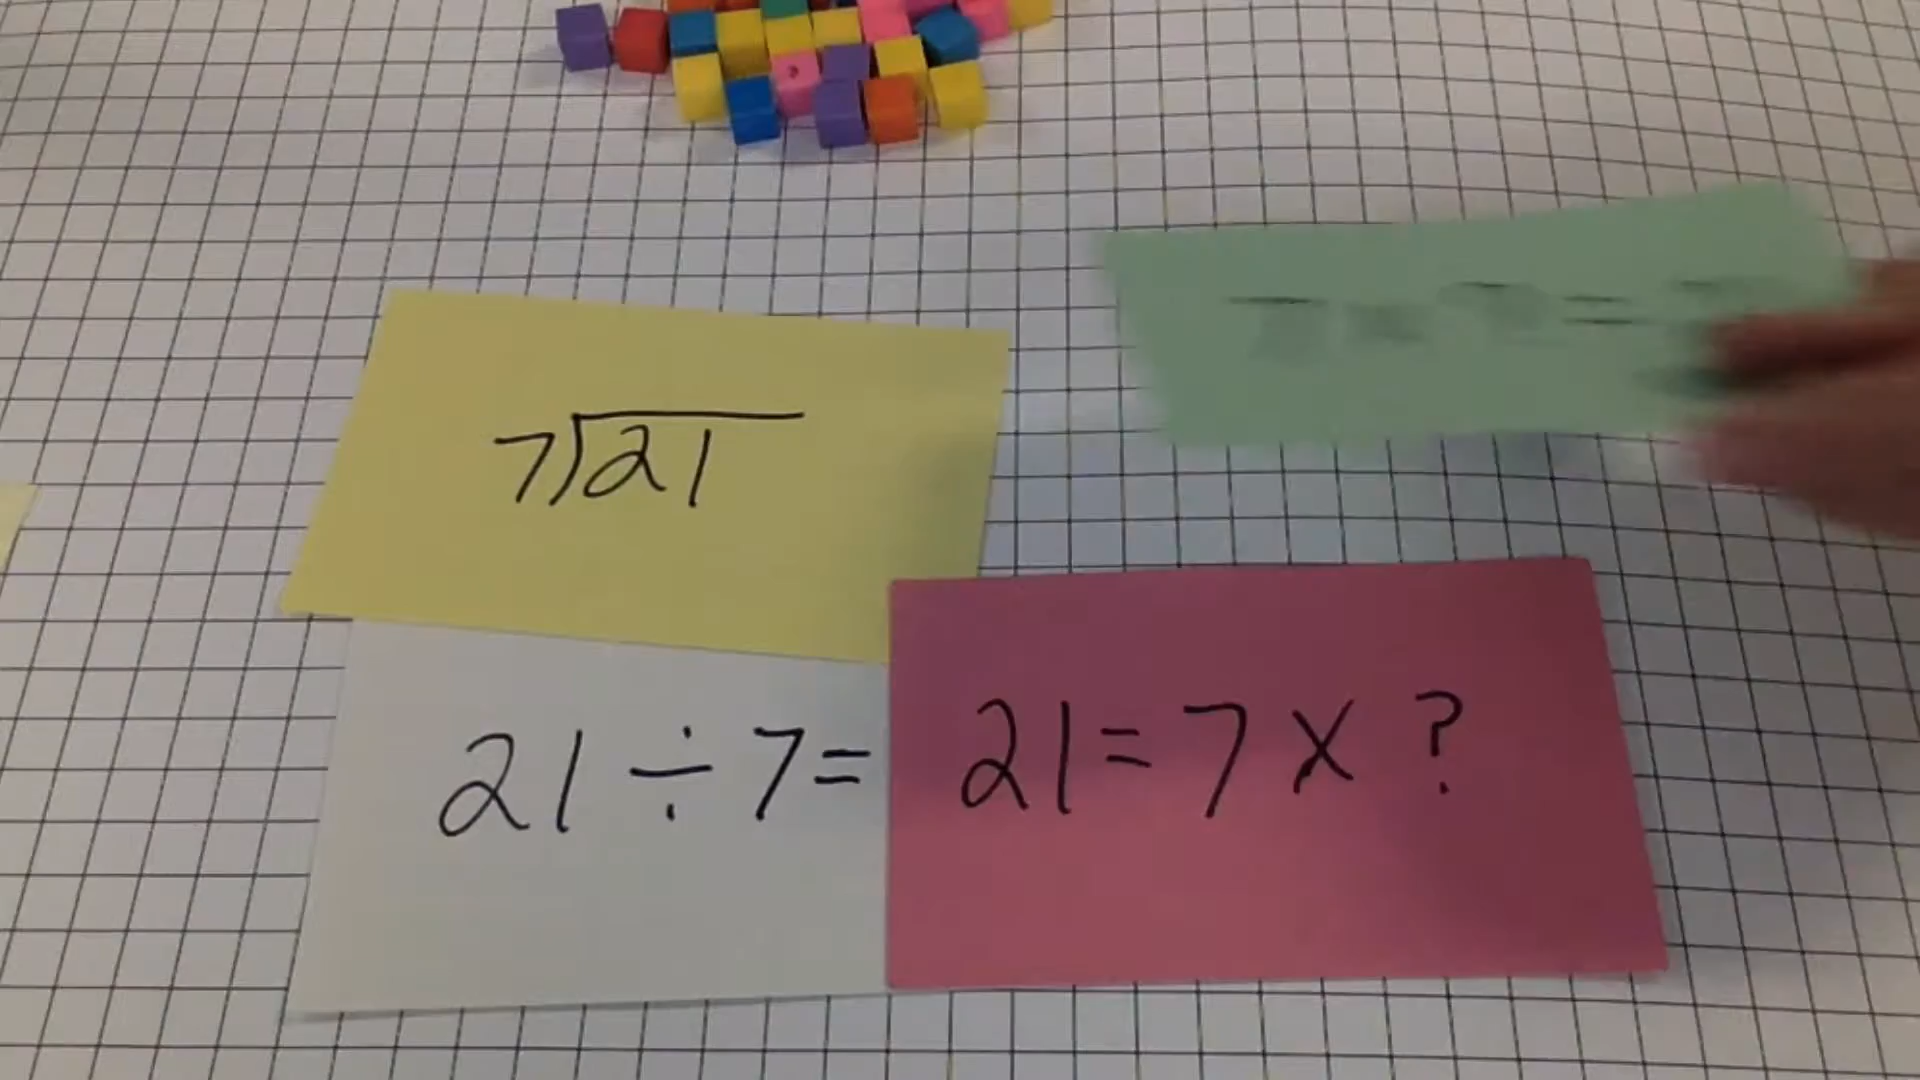 7⟌21
21 ÷ 7 =
21 = 7 x ?